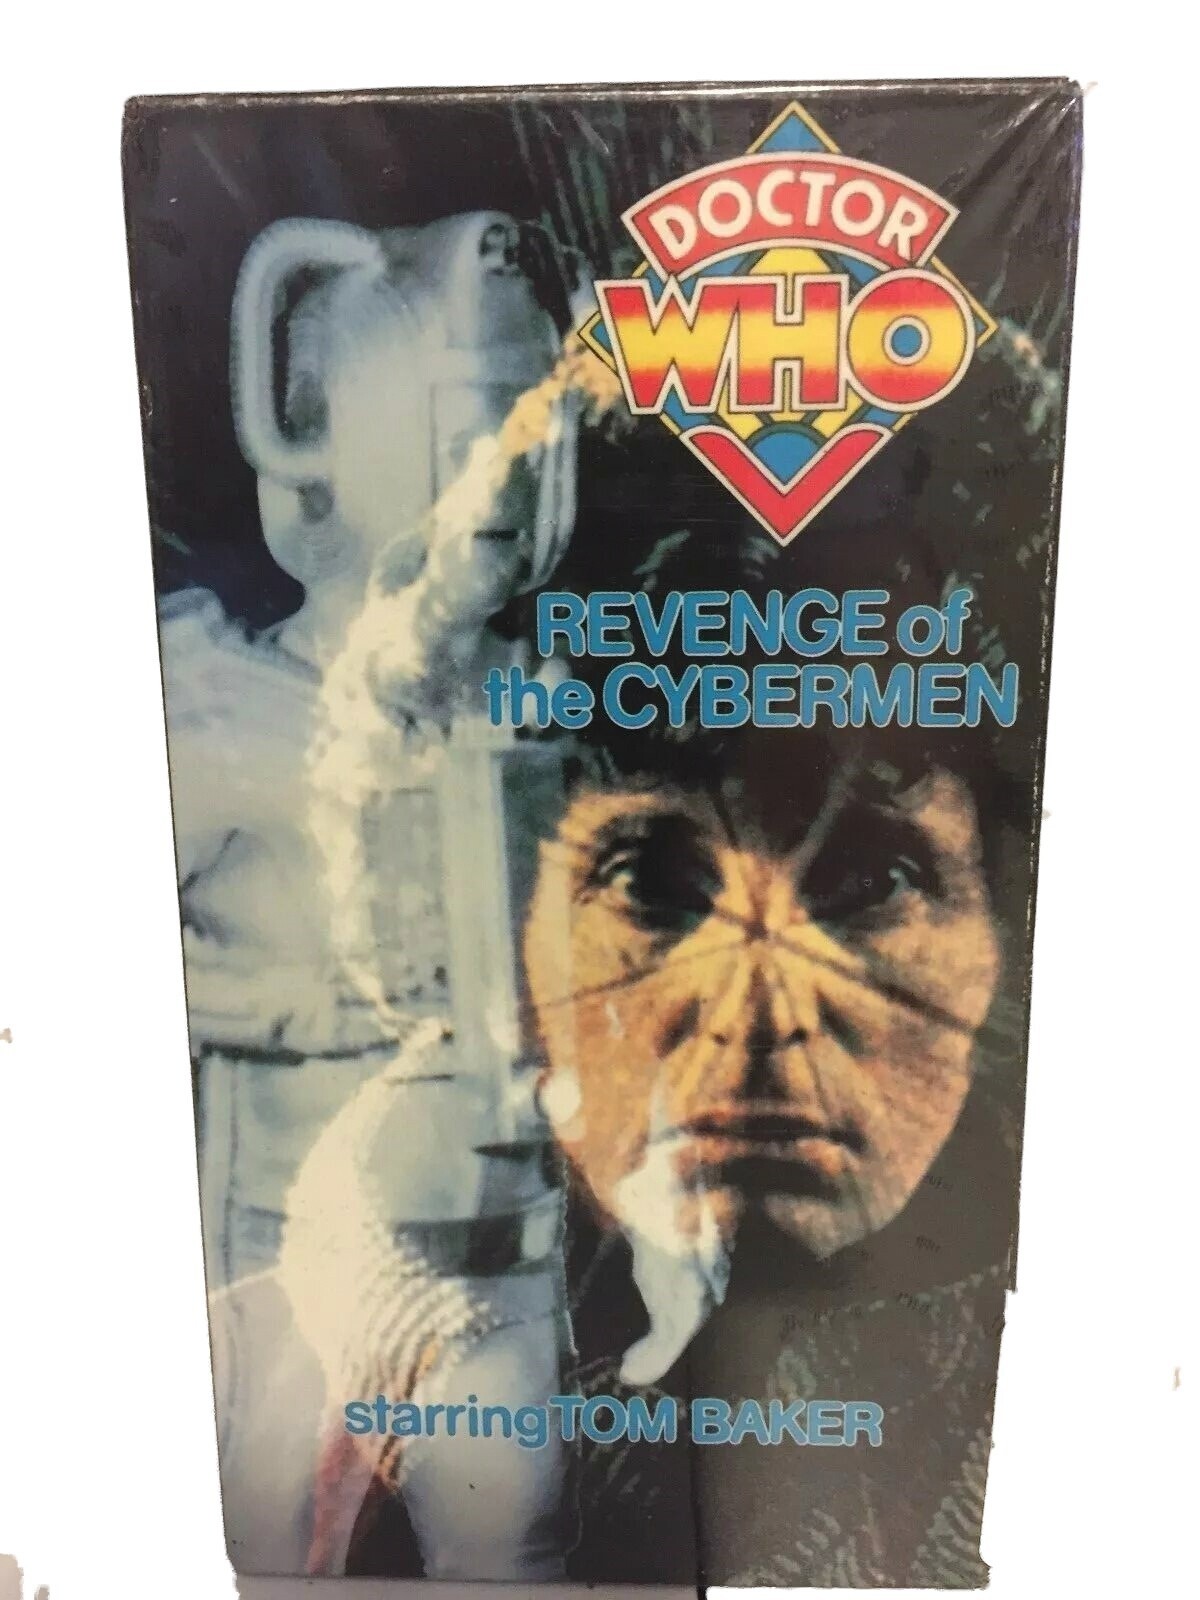 DOCTOR
WHO
REVENGE of
the CYBERMEN
starring TOM BAKER